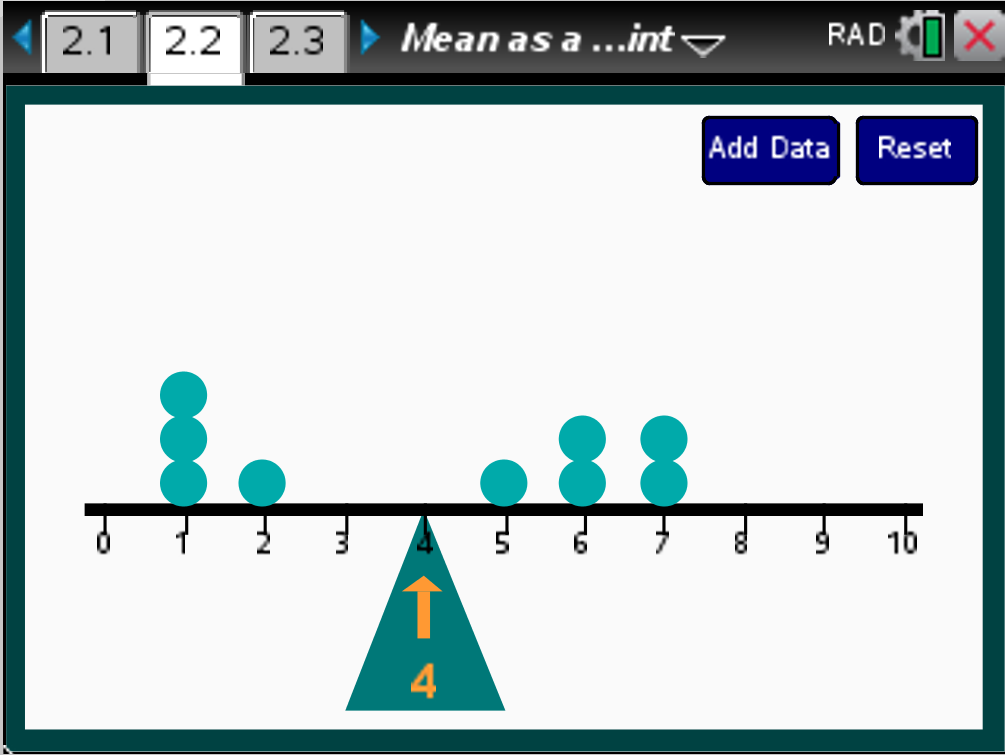 2.1 2.2 2.3 Mean as a ...int RAD
Add Data Reset
0 1 2 3 4 5 6 7 8 9 10
4